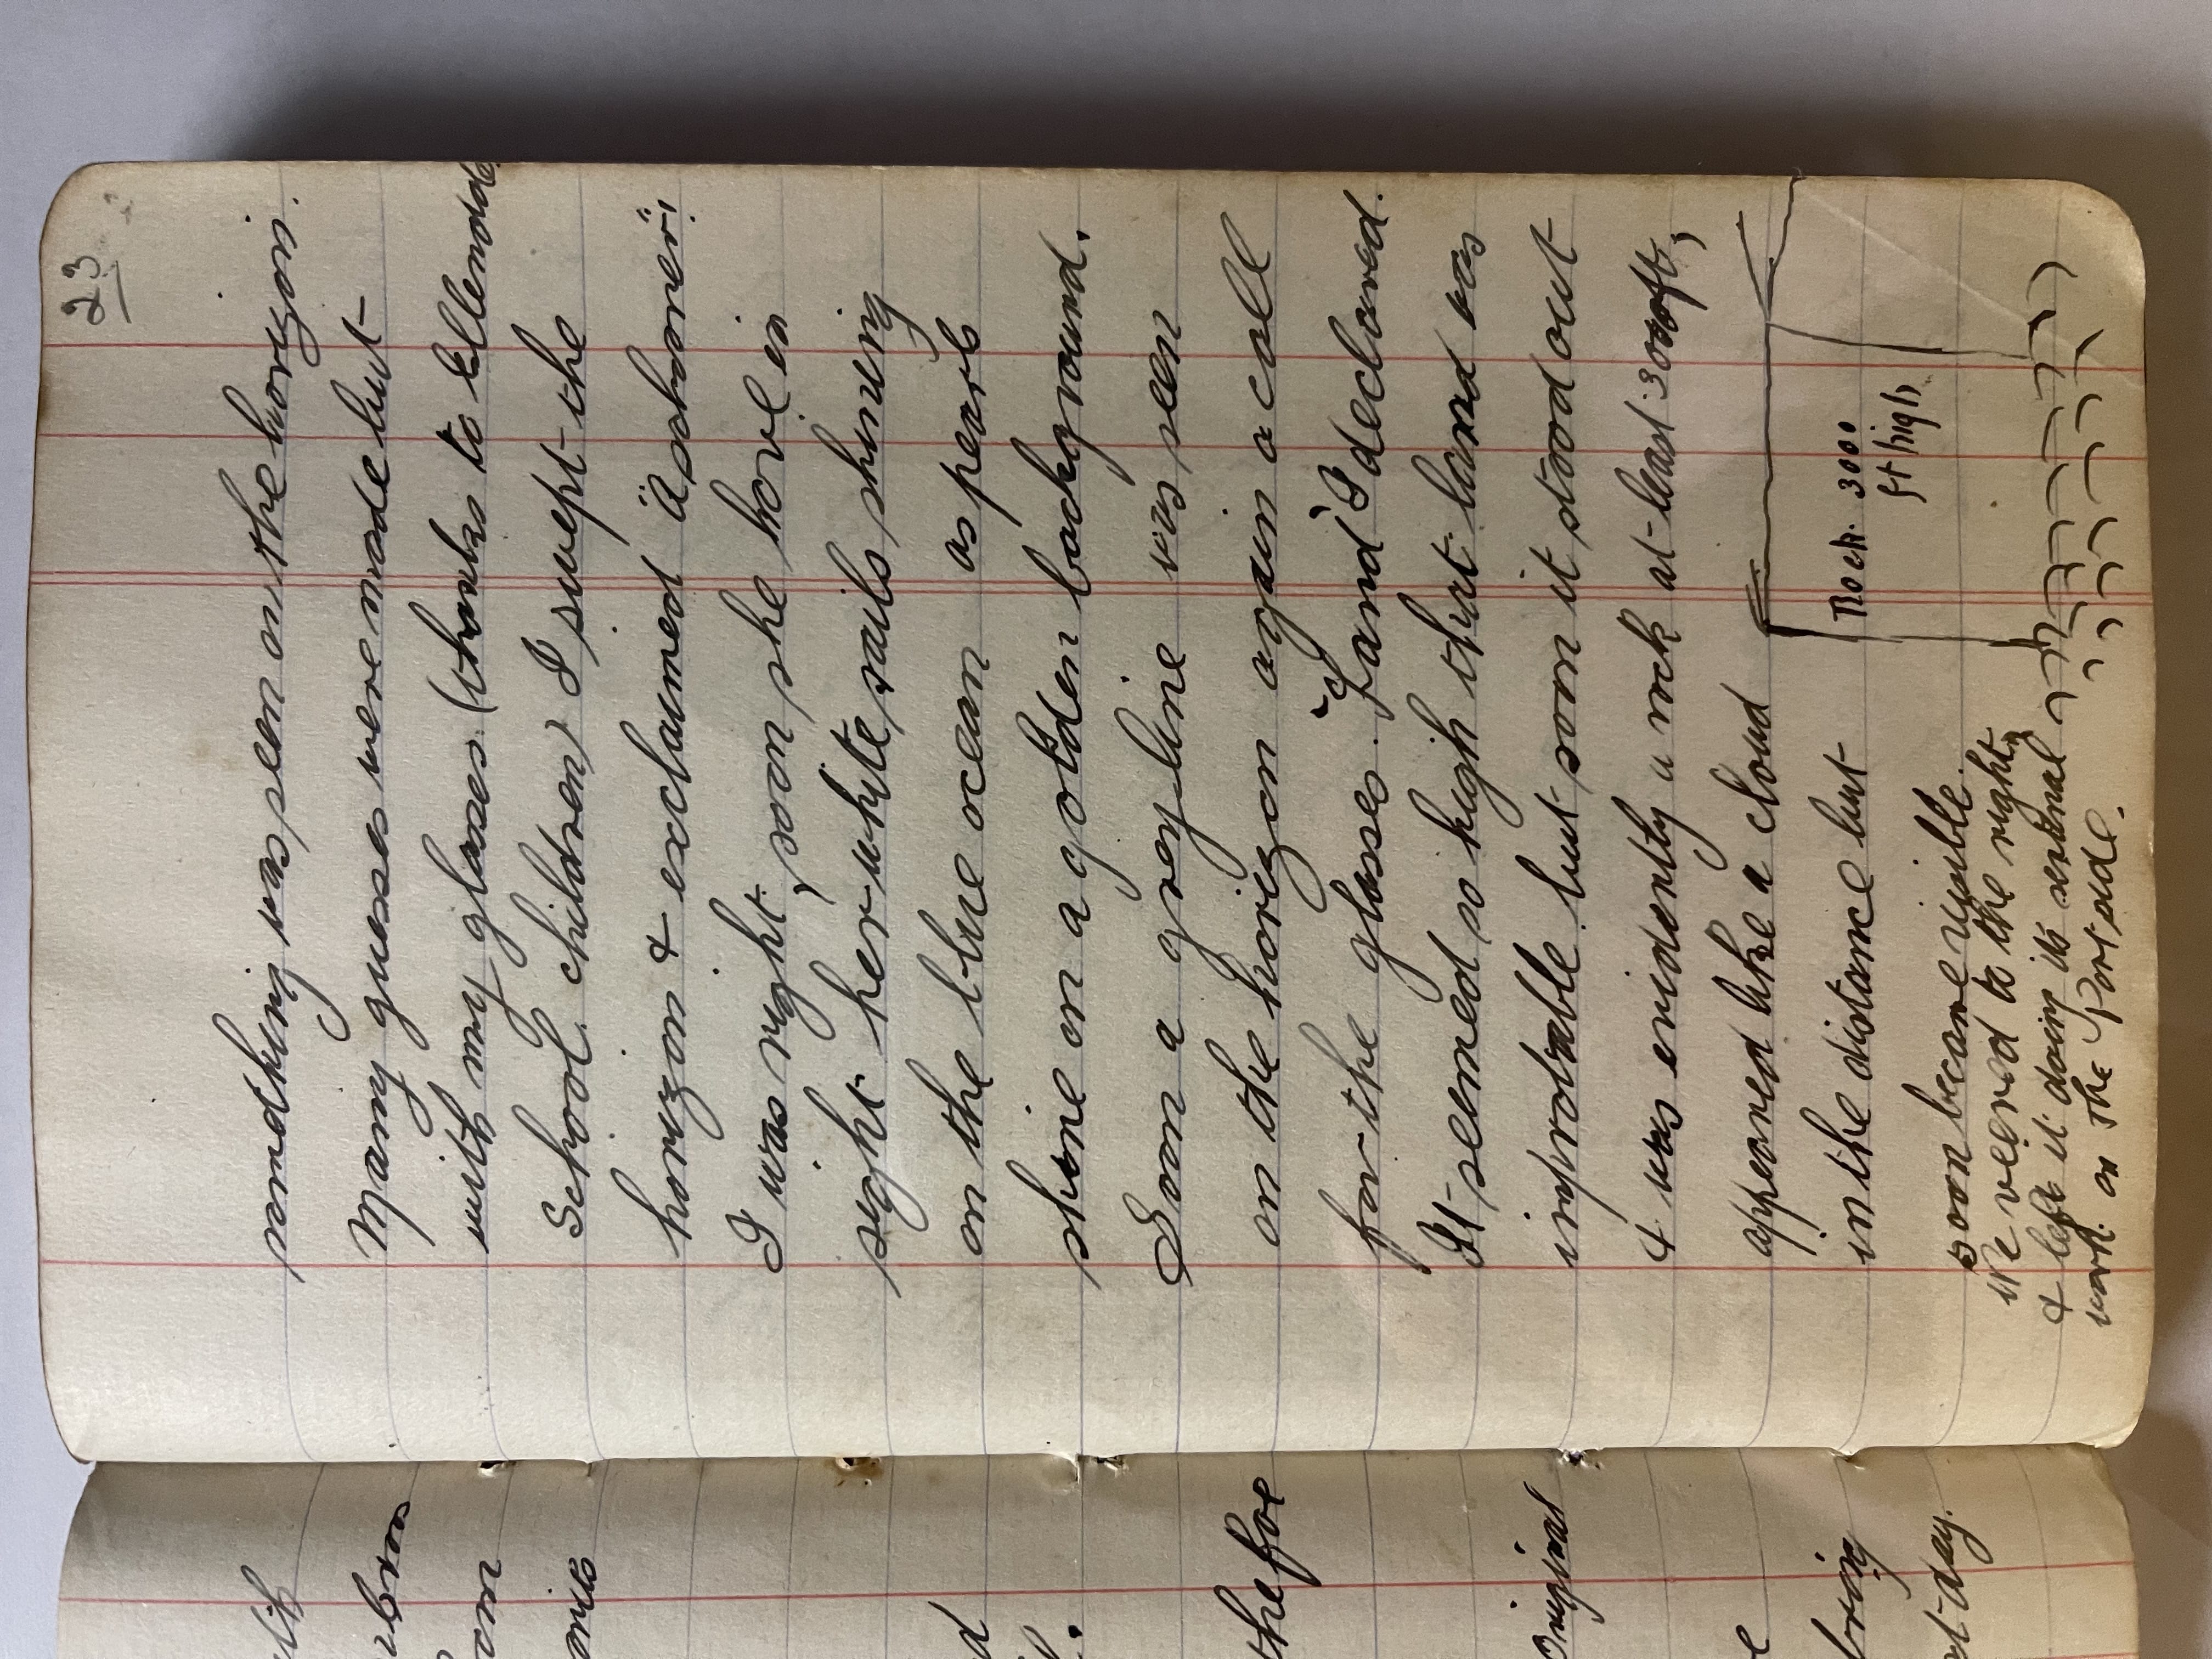 23
something was seen on the horizon.
Many guesses were made but
with my glasses. (thanks to Ellendale
School. children) I swept the
horizon & exclaimed "A schooner"!
I was right, soon she hove in
sight her white sails shining
on the blue ocean as pearls
shine on a golden background.
Soon a grey line was seen
on the horizon again a call
for the glasses. "Land" I declared.
It seemed so high that land was
improbable. but soon it stood out
& was evidently a rock at least 3000ft,
appeared like a cloud
in the distance but
soon became visible.
We veered to the right,
& left it doing its sentinal
work on the Port side.
Rock. 3000
ft high
the foe
original
bring
day.